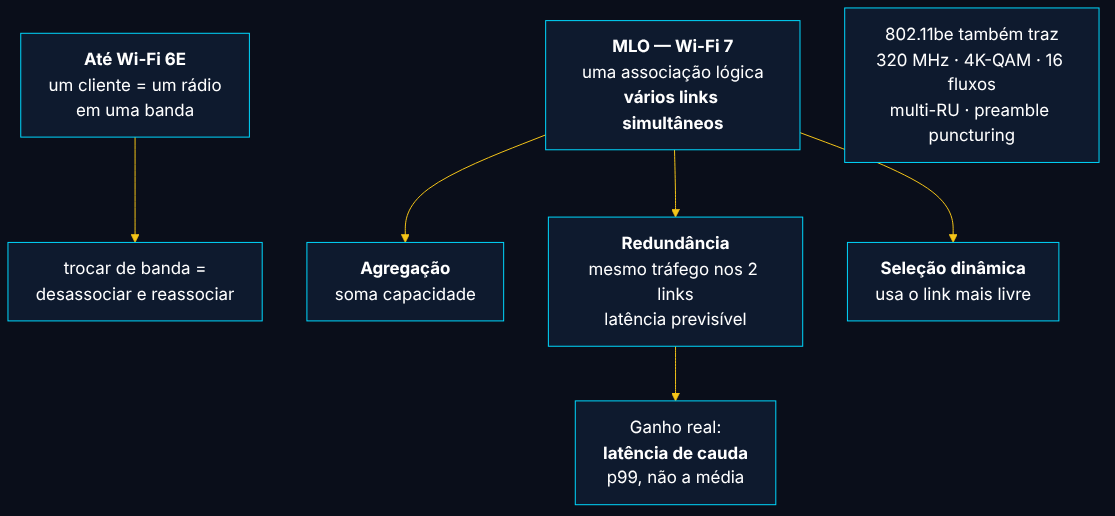 Até Wi-Fi 6E
um cliente = um rádio
em uma banda
trocar de banda =
desassociar e reassociar
MLO — Wi-Fi 7
uma associação lógica
vários links
simultâneos
802.11be também traz
320 MHz · 4K-QAM · 16
fluxos
multi-RU · preamble
puncturing
Agregação
soma capacidade
Redundância
mesmo tráfego nos 2
links
latência previsível
Seleção dinâmica
usa o link mais livre
Ganho real:
latência de cauda
p99, não a média